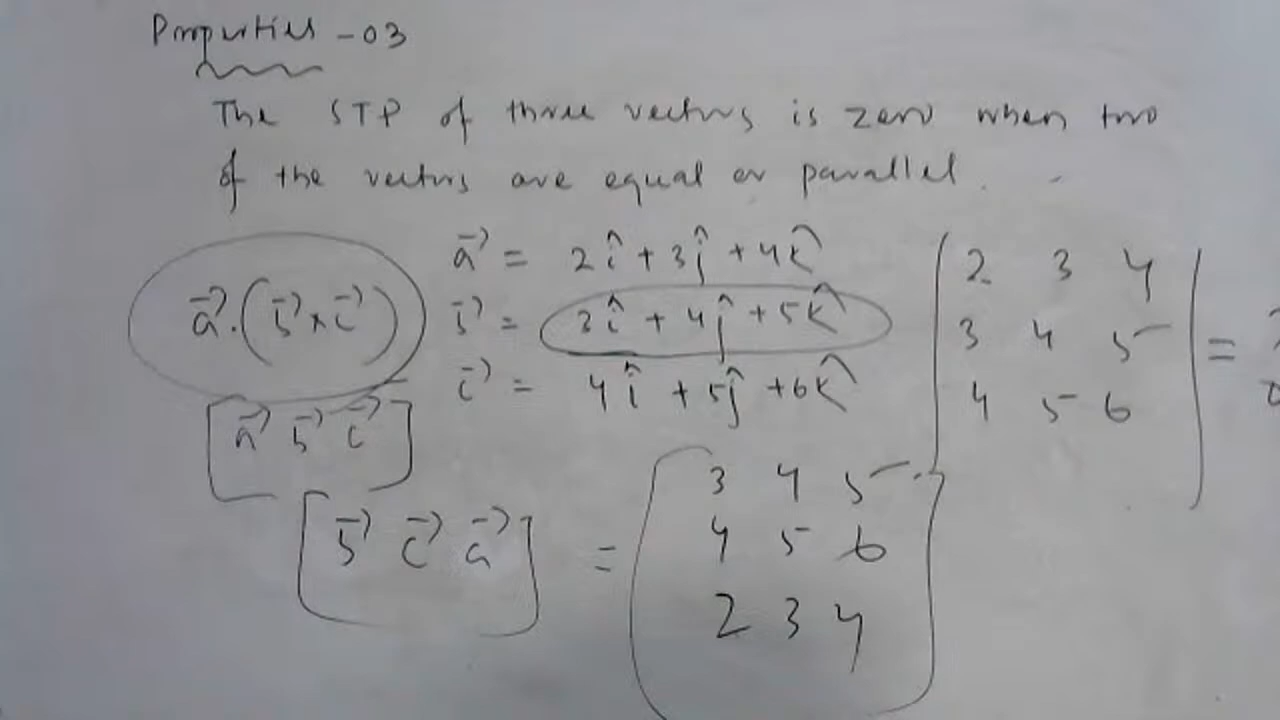 Properties - 03
The STP of three vectors is zero when two
of the vectors are equal or parallel.
a⃗ = 2î + 3ĵ + 4k̂
a⃗.(b⃗ × c⃗) b⃗ = 3î + 4ĵ + 5k̂
c⃗ = 4î + 5ĵ + 6k̂
| 2 3 4 |
| 3 4 5 | =
| 4 5 6 |
[a⃗ b⃗ c⃗]
[b⃗ c⃗ a⃗] =
3 4 5
4 5 6
2 3 4